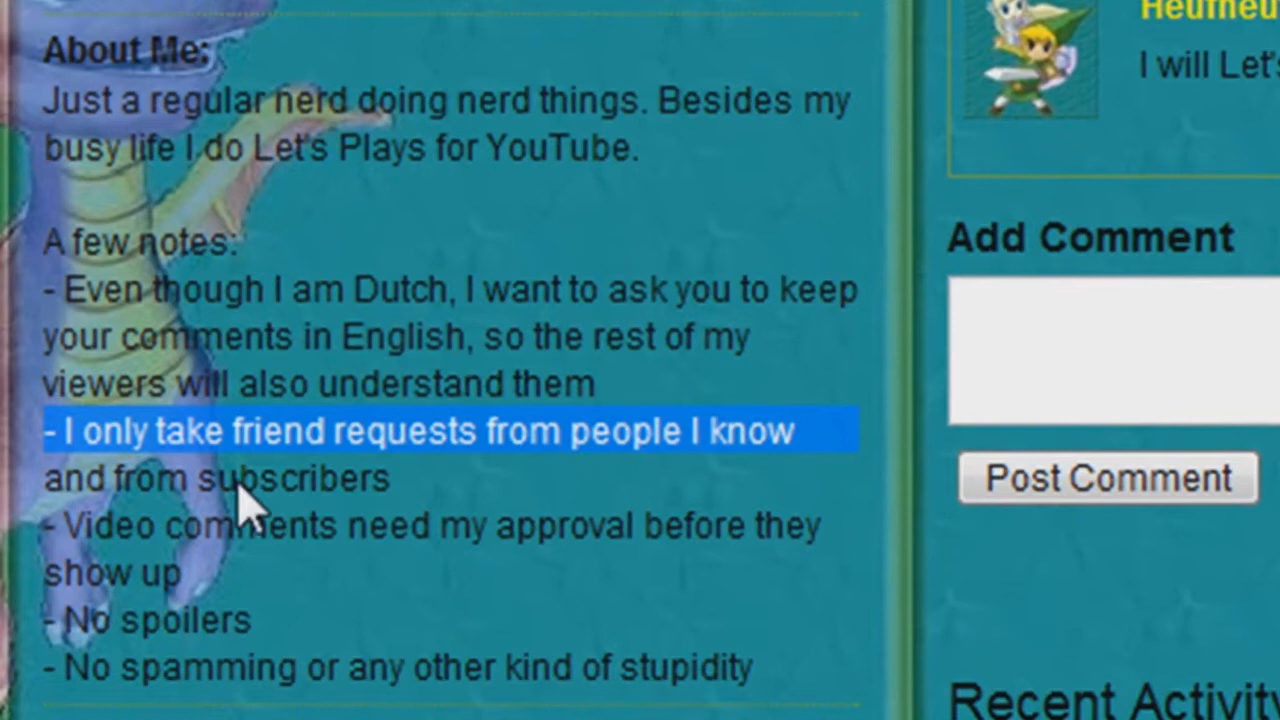 About Me:
Just a regular nerd doing nerd things. Besides my
busy life I do Let's Plays for YouTube.
A few notes:
- Even though I am Dutch, I want to ask you to keep
your comments in English, so the rest of my
viewers will also understand them
- I only take friend requests from people I know
and from subscribers
- Video comments need my approval before they
show up
- No spoilers
- No spamming or any other kind of stupidity
I will Let's
Add Comment
Post Comment
Recent Activity